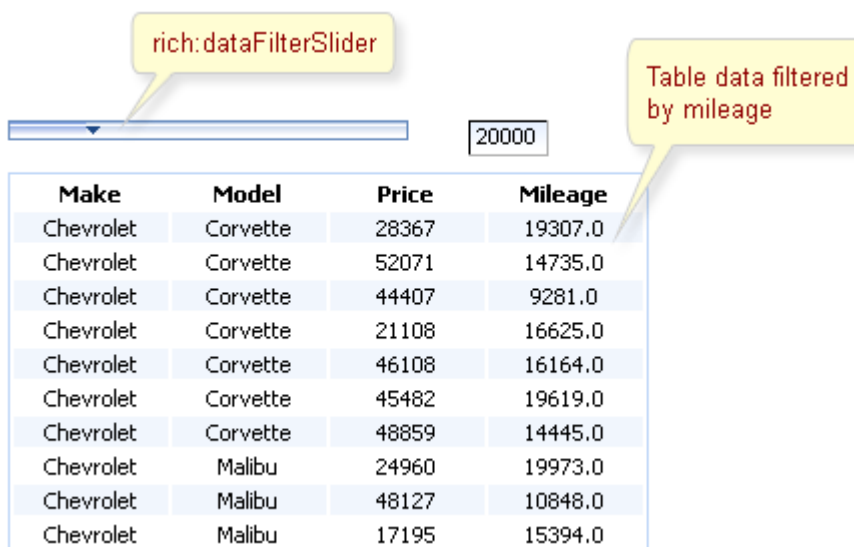 rich:dataFilterSlider
Table data filtered
by mileage
20000
Make Model Price Mileage
Chevrolet Corvette 28367 19307.0
Chevrolet Corvette 52071 14735.0
Chevrolet Corvette 44407 9281.0
Chevrolet Corvette 21108 16625.0
Chevrolet Corvette 46108 16164.0
Chevrolet Corvette 45482 19619.0
Chevrolet Corvette 48859 14445.0
Chevrolet Malibu 24960 19973.0
Chevrolet Malibu 48127 10848.0
Chevrolet Malibu 17195 15394.0